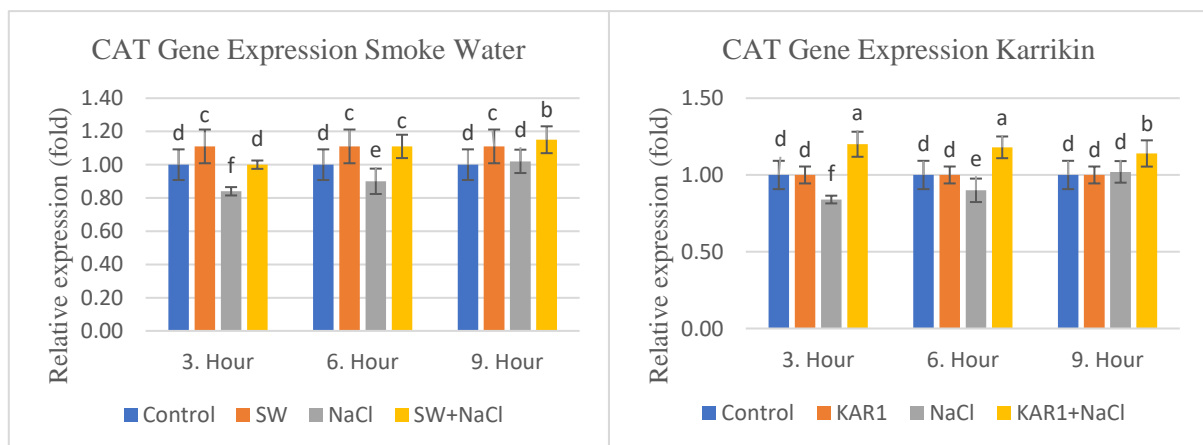 CAT Gene Expression Smoke Water
Relative expression (fold)
1.40
1.20
1.00
0.80
0.60
0.40
0.20
0.00
d c f d
d c e c
d c d b
3. Hour 6. Hour 9. Hour
Control SW NaCl SW+NaCl
CAT Gene Expression Karrikin
Relative expression (fold)
1.50
1.00
0.50
0.00
d d f a
d d e a
d d d b
3. Hour 6. Hour 9. Hour
Control KAR1 NaCl KAR1+NaCl